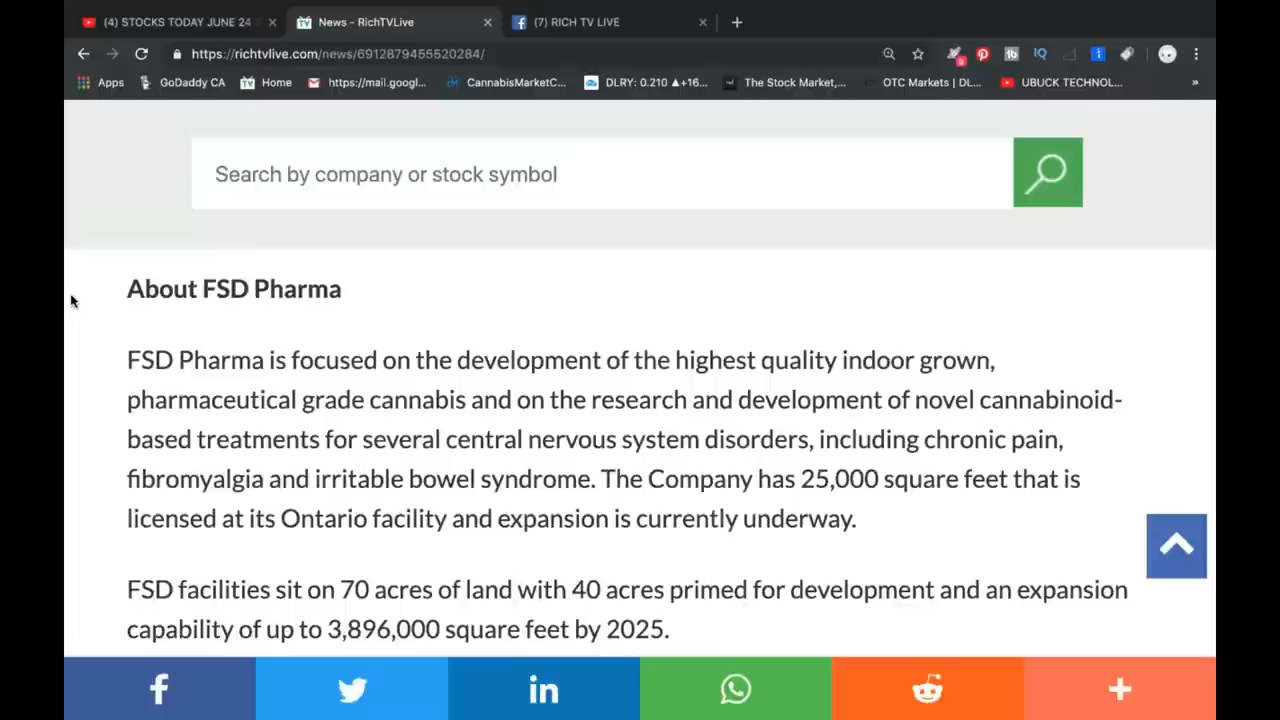 (4) STOCKS TODAY JUNE 24
News - RichTVLive
(7) RICH TV LIVE
https://richtvlive.com/news/6912879455520284/
Apps
GoDaddy CA
Home
https://mail.googl...
CannabisMarketC...
DLRY: 0.210 ▲+16...
The Stock Market,...
OTC Markets | DL...
UBUCK TECHNOL...
»
Search by company or stock symbol
About FSD Pharma
FSD Pharma is focused on the development of the highest quality indoor grown,
pharmaceutical grade cannabis and on the research and development of novel cannabinoid-
based treatments for several central nervous system disorders, including chronic pain,
fibromyalgia and irritable bowel syndrome. The Company has 25,000 square feet that is
licensed at its Ontario facility and expansion is currently underway.
FSD facilities sit on 70 acres of land with 40 acres primed for development and an expansion
capability of up to 3,896,000 square feet by 2025.